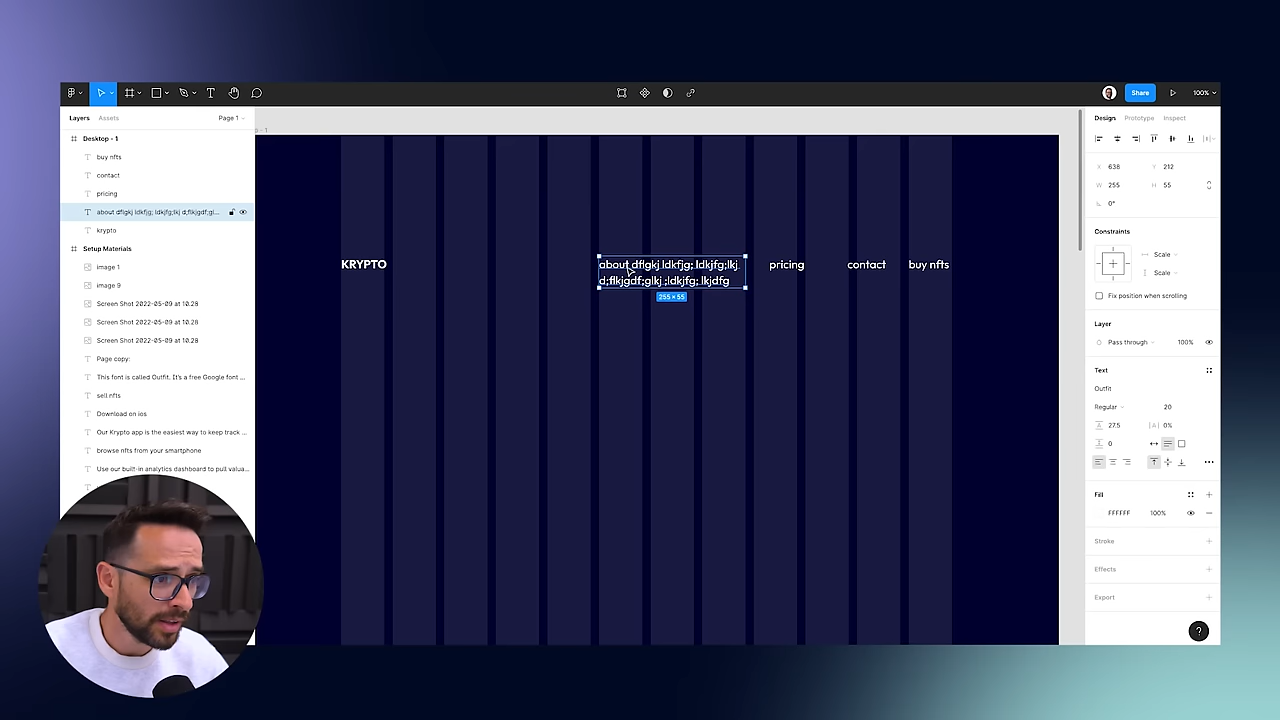 Share
100%
Layers
Assets
Page 1
Desktop - 1
buy nfts
contact
pricing
about dflgkj ldkfjg; ldkjfg;lkj d;flkjgdf;gl...
krypto
Setup Materials
image 1
image 9
Screen Shot 2022-05-09 at 10.28
Screen Shot 2022-05-09 at 10.28
Screen Shot 2022-05-09 at 10.28
Page copy:
This font is called Outfit. It's a free Google font ...
sell nfts
Download on ios
Our Krypto app is the easiest way to keep track ...
browse nfts from your smartphone
Use our built-in analytics dashboard to pull valua...
p - 1
KRYPTO
about dflgkj ldkfjg; ldkjfg;lkj
d;flkjgdf;glkj ;ldkjfg; lkjdfg
255 × 55
pricing
contact
buy nfts
Design
Prototype
Inspect
X 638
Y 212
W 255
H 55
0°
Constraints
Scale
Scale
Fix position when scrolling
Layer
Pass through
100%
Text
Outfit
Regular
20
27.5
|A| 0%
0
Fill
FFFFFF
100%
Stroke
Effects
Export
?